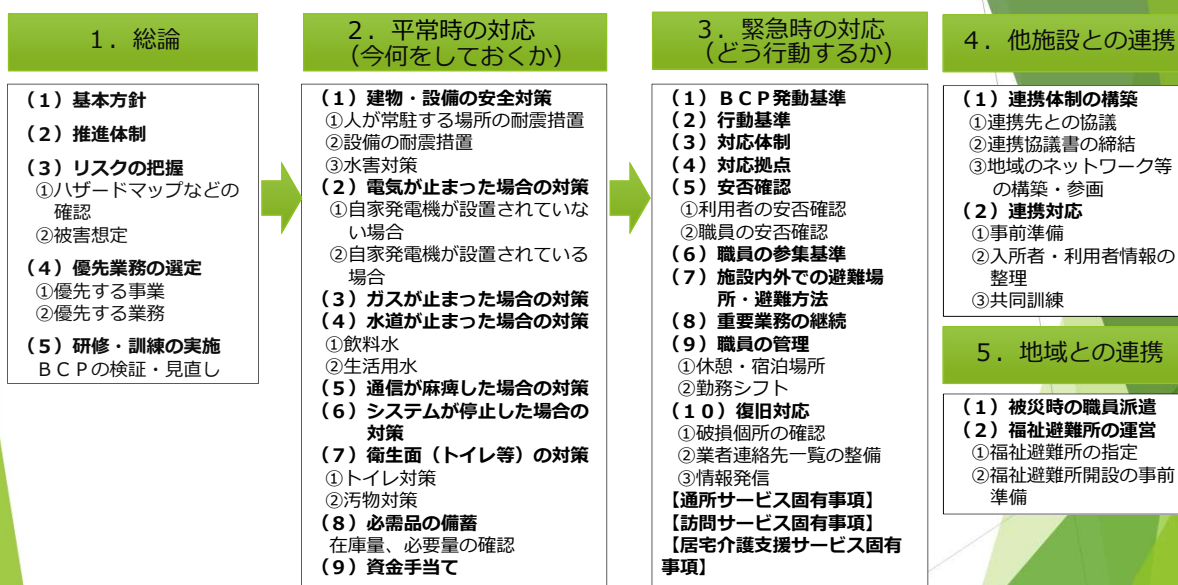 １．総論
（１）基本方針
（２）推進体制
（３）リスクの把握
①ハザードマップなどの
確認
②被害想定
（４）優先業務の選定
①優先する事業
②優先する業務
（５）研修・訓練の実施
ＢＣＰの検証・見直し
２．平常時の対応
（今何をしておくか）
（１）建物・設備の安全対策
①人が常駐する場所の耐震措置
②設備の耐震措置
③水害対策
（２）電気が止まった場合の対策
①自家発電機が設置されていな
い場合
②自家発電機が設置されている
場合
（３）ガスが止まった場合の対策
（４）水道が止まった場合の対策
①飲料水
②生活用水
（５）通信が麻痺した場合の対策
（６）システムが停止した場合の
対策
（７）衛生面（トイレ等）の対策
①トイレ対策
②汚物対策
（８）必需品の備蓄
在庫量、必要量の確認
（９）資金手当て
３．緊急時の対応
（どう行動するか）
（１）ＢＣＰ発動基準
（２）行動基準
（３）対応体制
（４）対応拠点
（５）安否確認
①利用者の安否確認
②職員の安否確認
（６）職員の参集基準
（７）施設内外での避難場
所・避難方法
（８）重要業務の継続
（９）職員の管理
①休憩・宿泊場所
②勤務シフト
（１０）復旧対応
①破損個所の確認
②業者連絡先一覧の整備
③情報発信
【通所サービス固有事項】
【訪問サービス固有事項】
【居宅介護支援サービス固有
事項】
４．他施設との連携
（１）連携体制の構築
①連携先との協議
②連携協議書の締結
③地域のネットワーク等
の構築・参画
（２）連携対応
①事前準備
②入所者・利用者情報の
整理
③共同訓練
５．地域との連携
（１）被災時の職員派遣
（２）福祉避難所の運営
①福祉避難所の指定
②福祉避難所開設の事前
準備